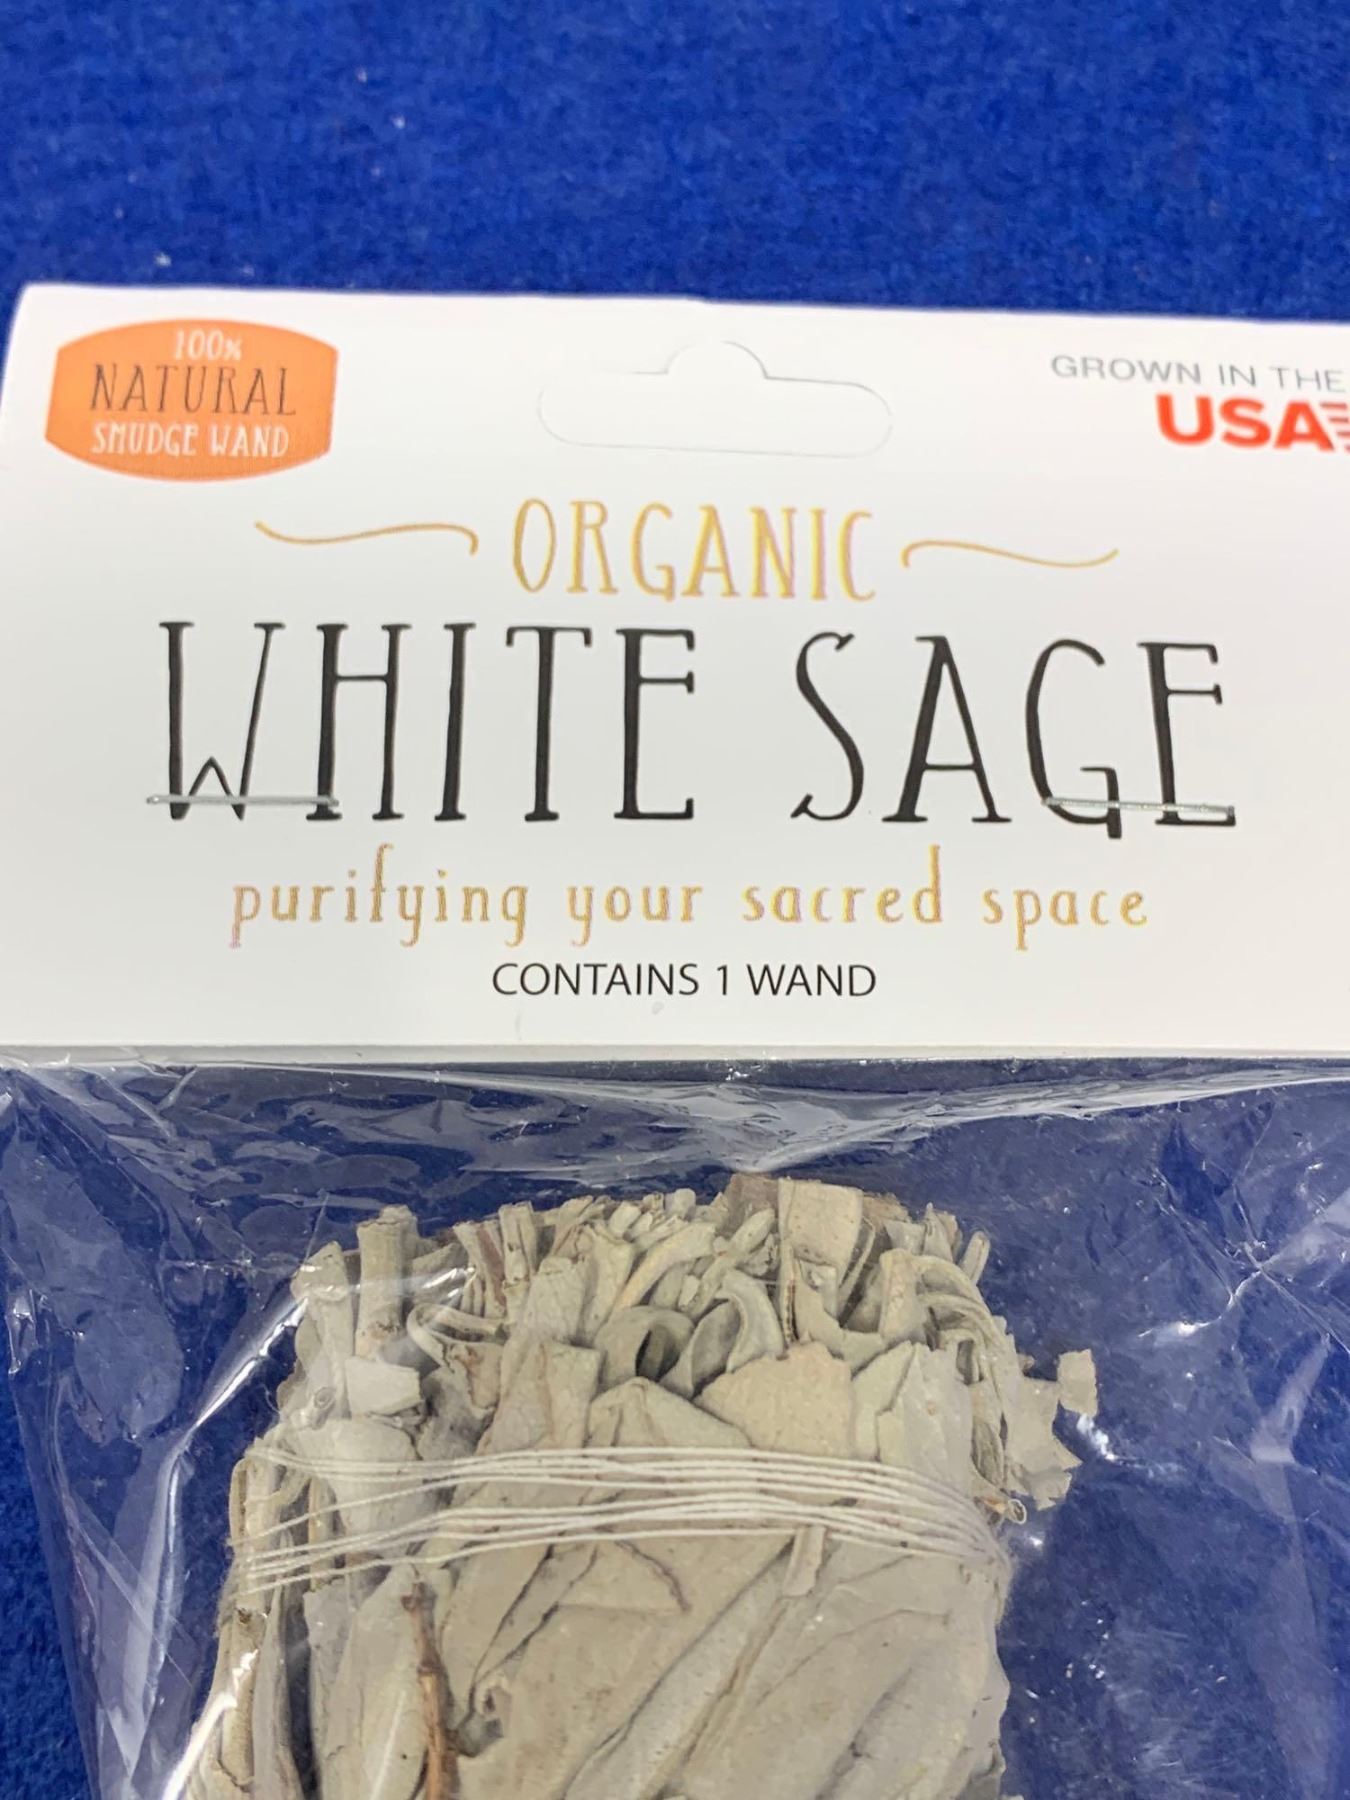 100%
NATURAL
SMUDGE WAND
GROWN IN THE
USA
ORGANIC
WHITE SAGE
purifying your sacred space
CONTAINS 1 WAND